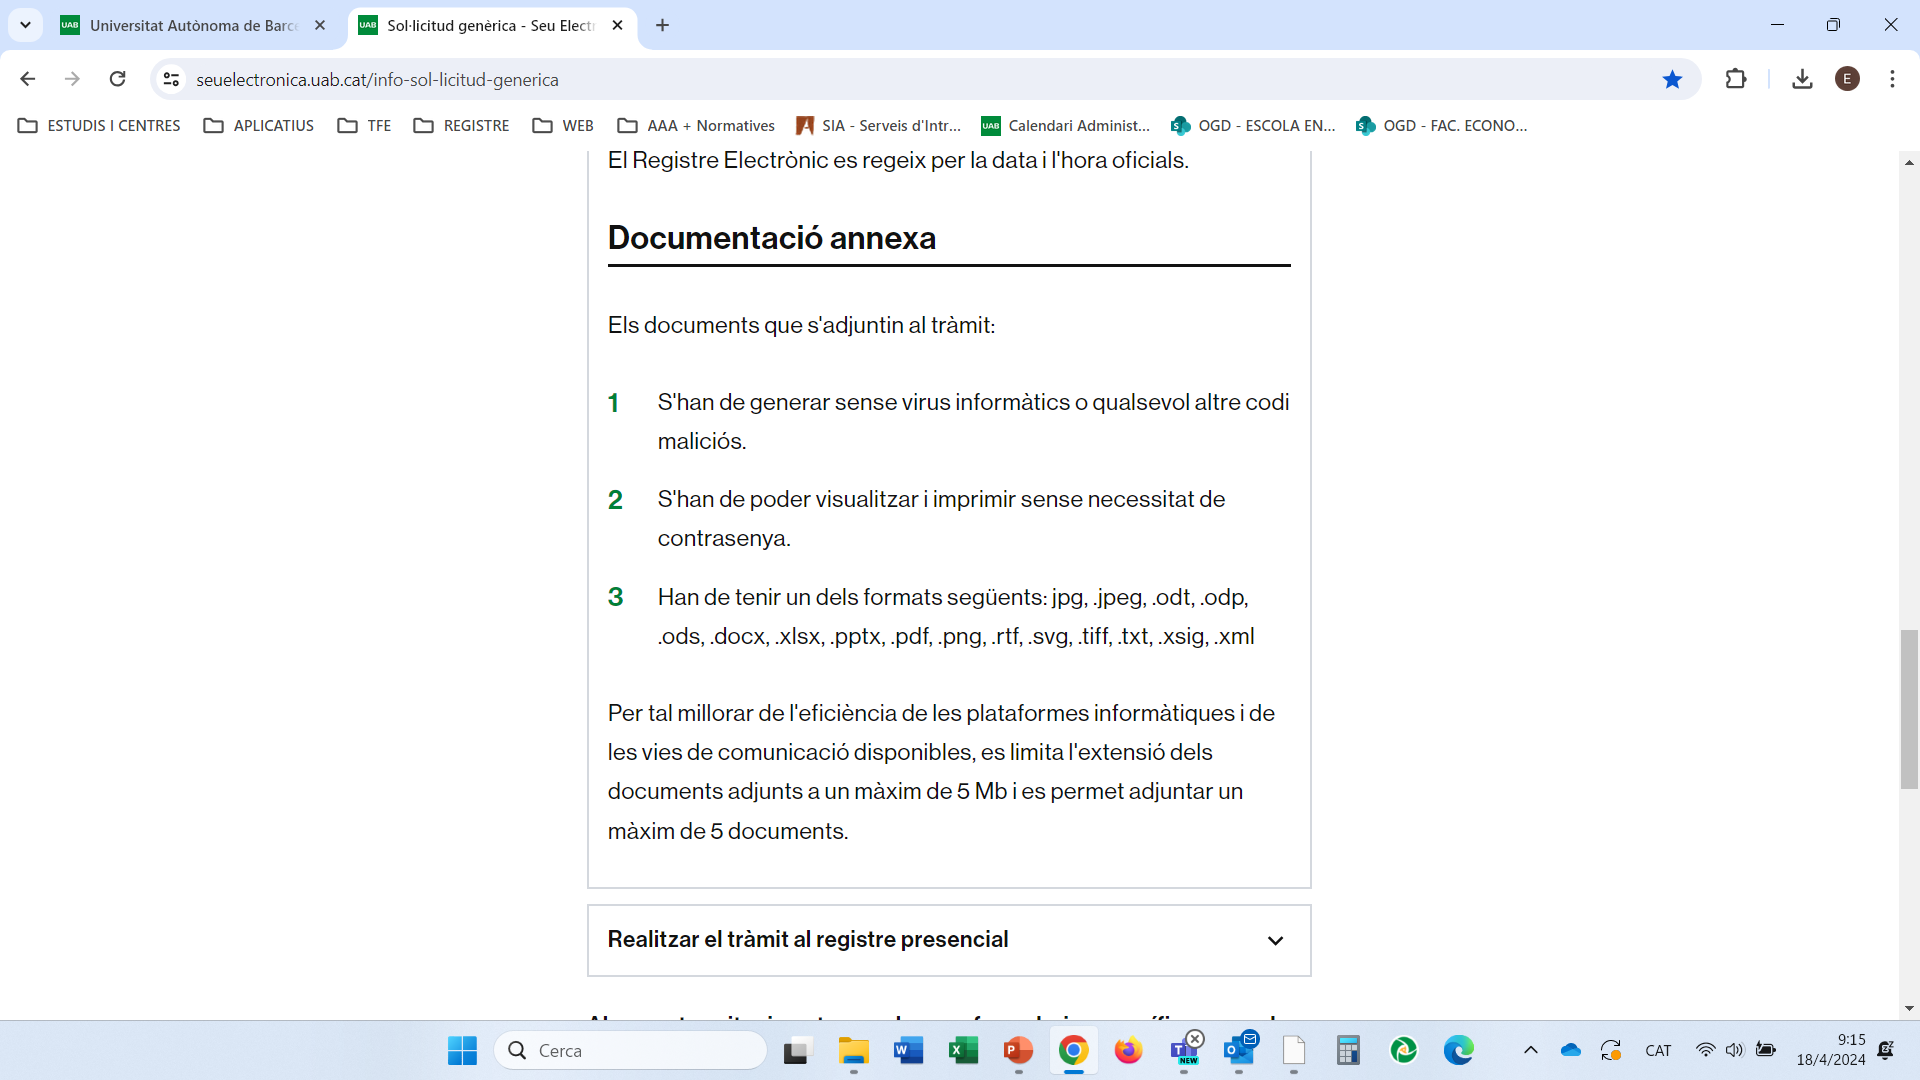 Universitat Autònoma de Barce
Sol·licitud genèrica - Seu Electr
seuelectronica.uab.cat/info-sol-licitud-generica
E
ESTUDIS I CENTRES
APLICATIUS
TFE
REGISTRE
WEB
AAA + Normatives
SIA - Serveis d'Intr...
Calendari Administ...
OGD - ESCOLA EN...
OGD - FAC. ECONO...
El Registre Electrònic es regeix per la data i l'hora oficials.
Documentació annexa
Els documents que s'adjuntin al tràmit:
1 S'han de generar sense virus informàtics o qualsevol altre codi
maliciós.
2 S'han de poder visualitzar i imprimir sense necessitat de
contrasenya.
3 Han de tenir un dels formats següents: jpg, .jpeg, .odt, .odp,
.ods, .docx, .xlsx, .pptx, .pdf, .png, .rtf, .svg, .tiff, .txt, .xsig, .xml
Per tal millorar de l'eficiència de les plataformes informàtiques i de
les vies de comunicació disponibles, es limita l'extensió dels
documents adjunts a un màxim de 5 Mb i es permet adjuntar un
màxim de 5 documents.
Realitzar el tràmit al registre presencial
Cerca
NEW
CAT
9:15
18/4/2024